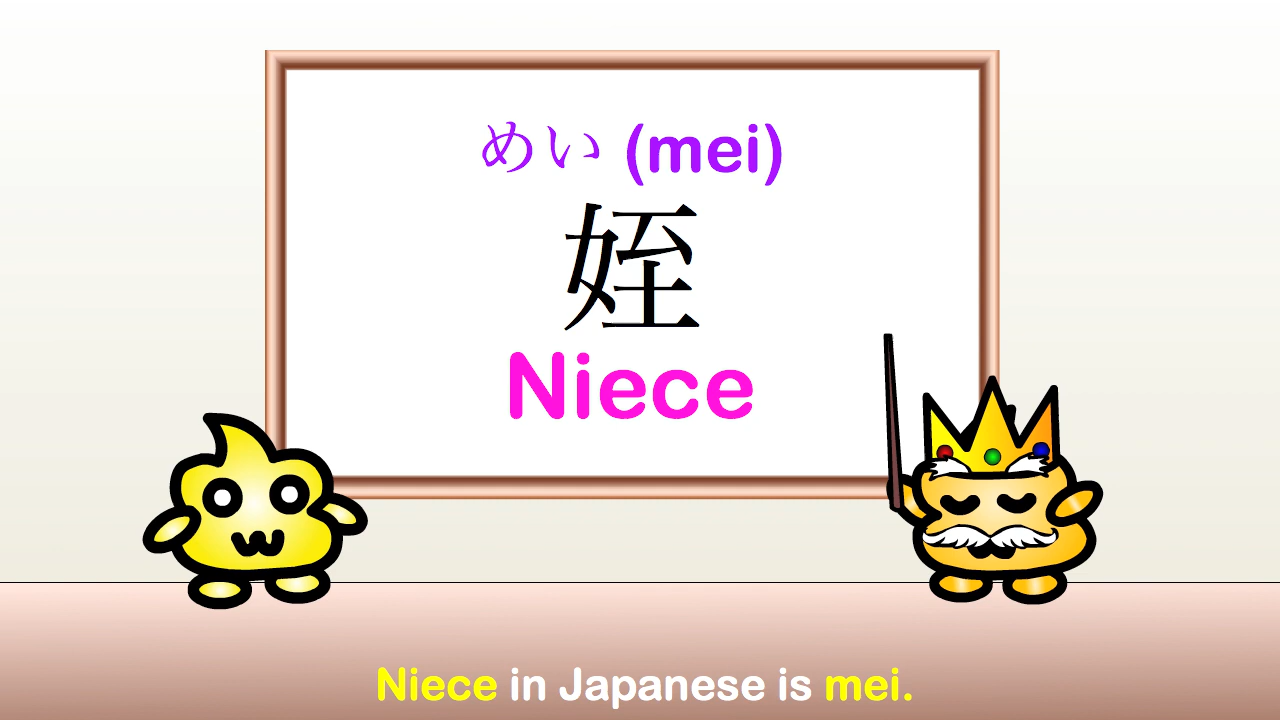 めい (mei)
姪
Niece
Niece in Japanese is mei.